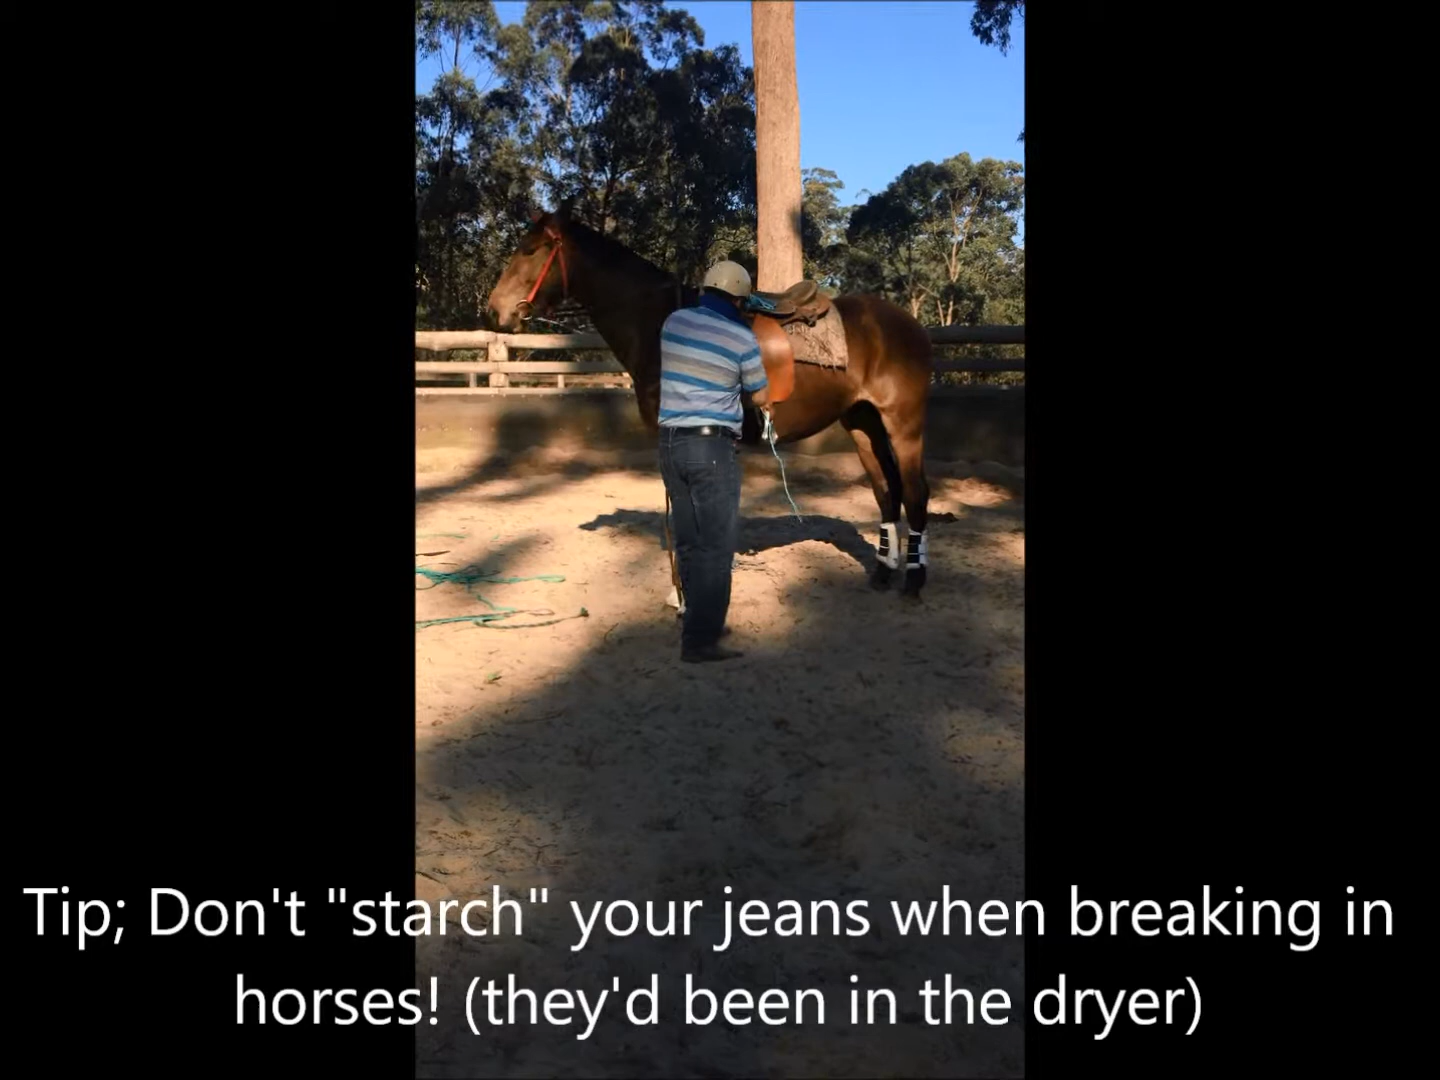 Tip; Don't "starch" your jeans when breaking in
horses! (they'd been in the dryer)